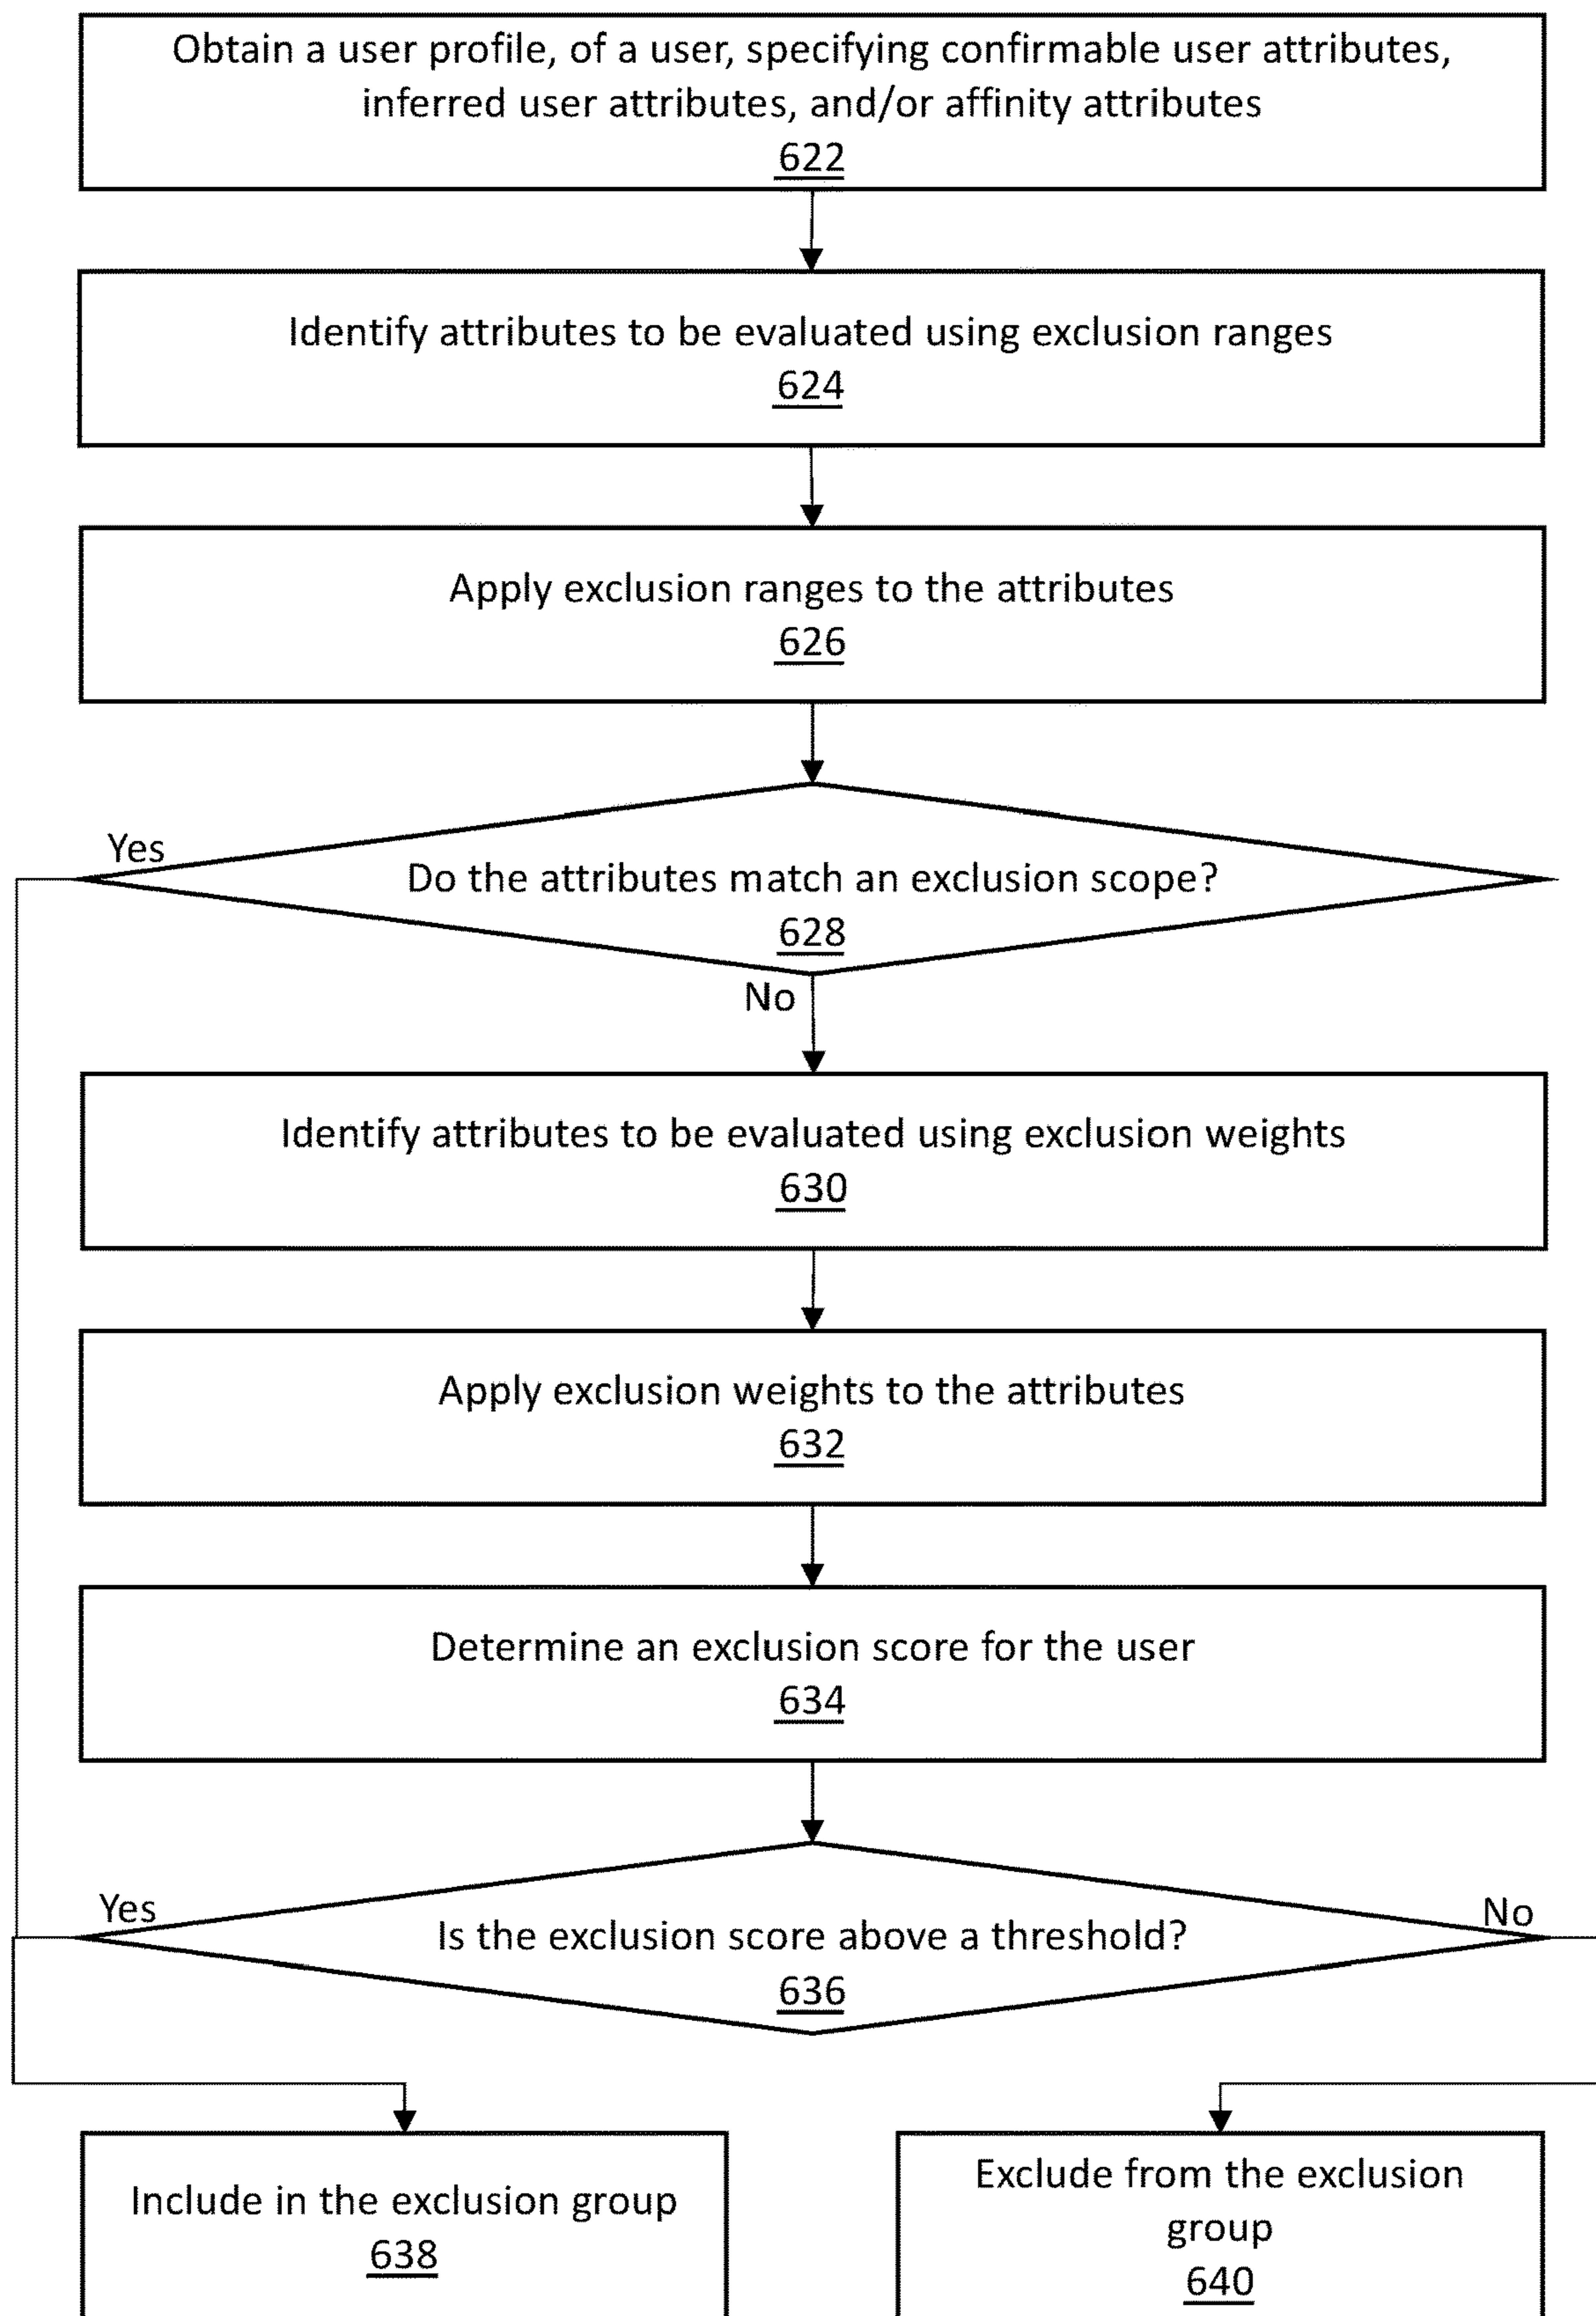 Obtain a user profile, of a user, specifying confirmable user attributes,
inferred user attributes, and/or affinity attributes
622
Identify attributes to be evaluated using exclusion ranges
624
Apply exclusion ranges to the attributes
626
Yes
Do the attributes match an exclusion scope?
628
No
Identify attributes to be evaluated using exclusion weights
630
Apply exclusion weights to the attributes
632
Determine an exclusion score for the user
634
Yes
No
Is the exclusion score above a threshold?
636
Include in the exclusion group
638
Exclude from the exclusion
group
640